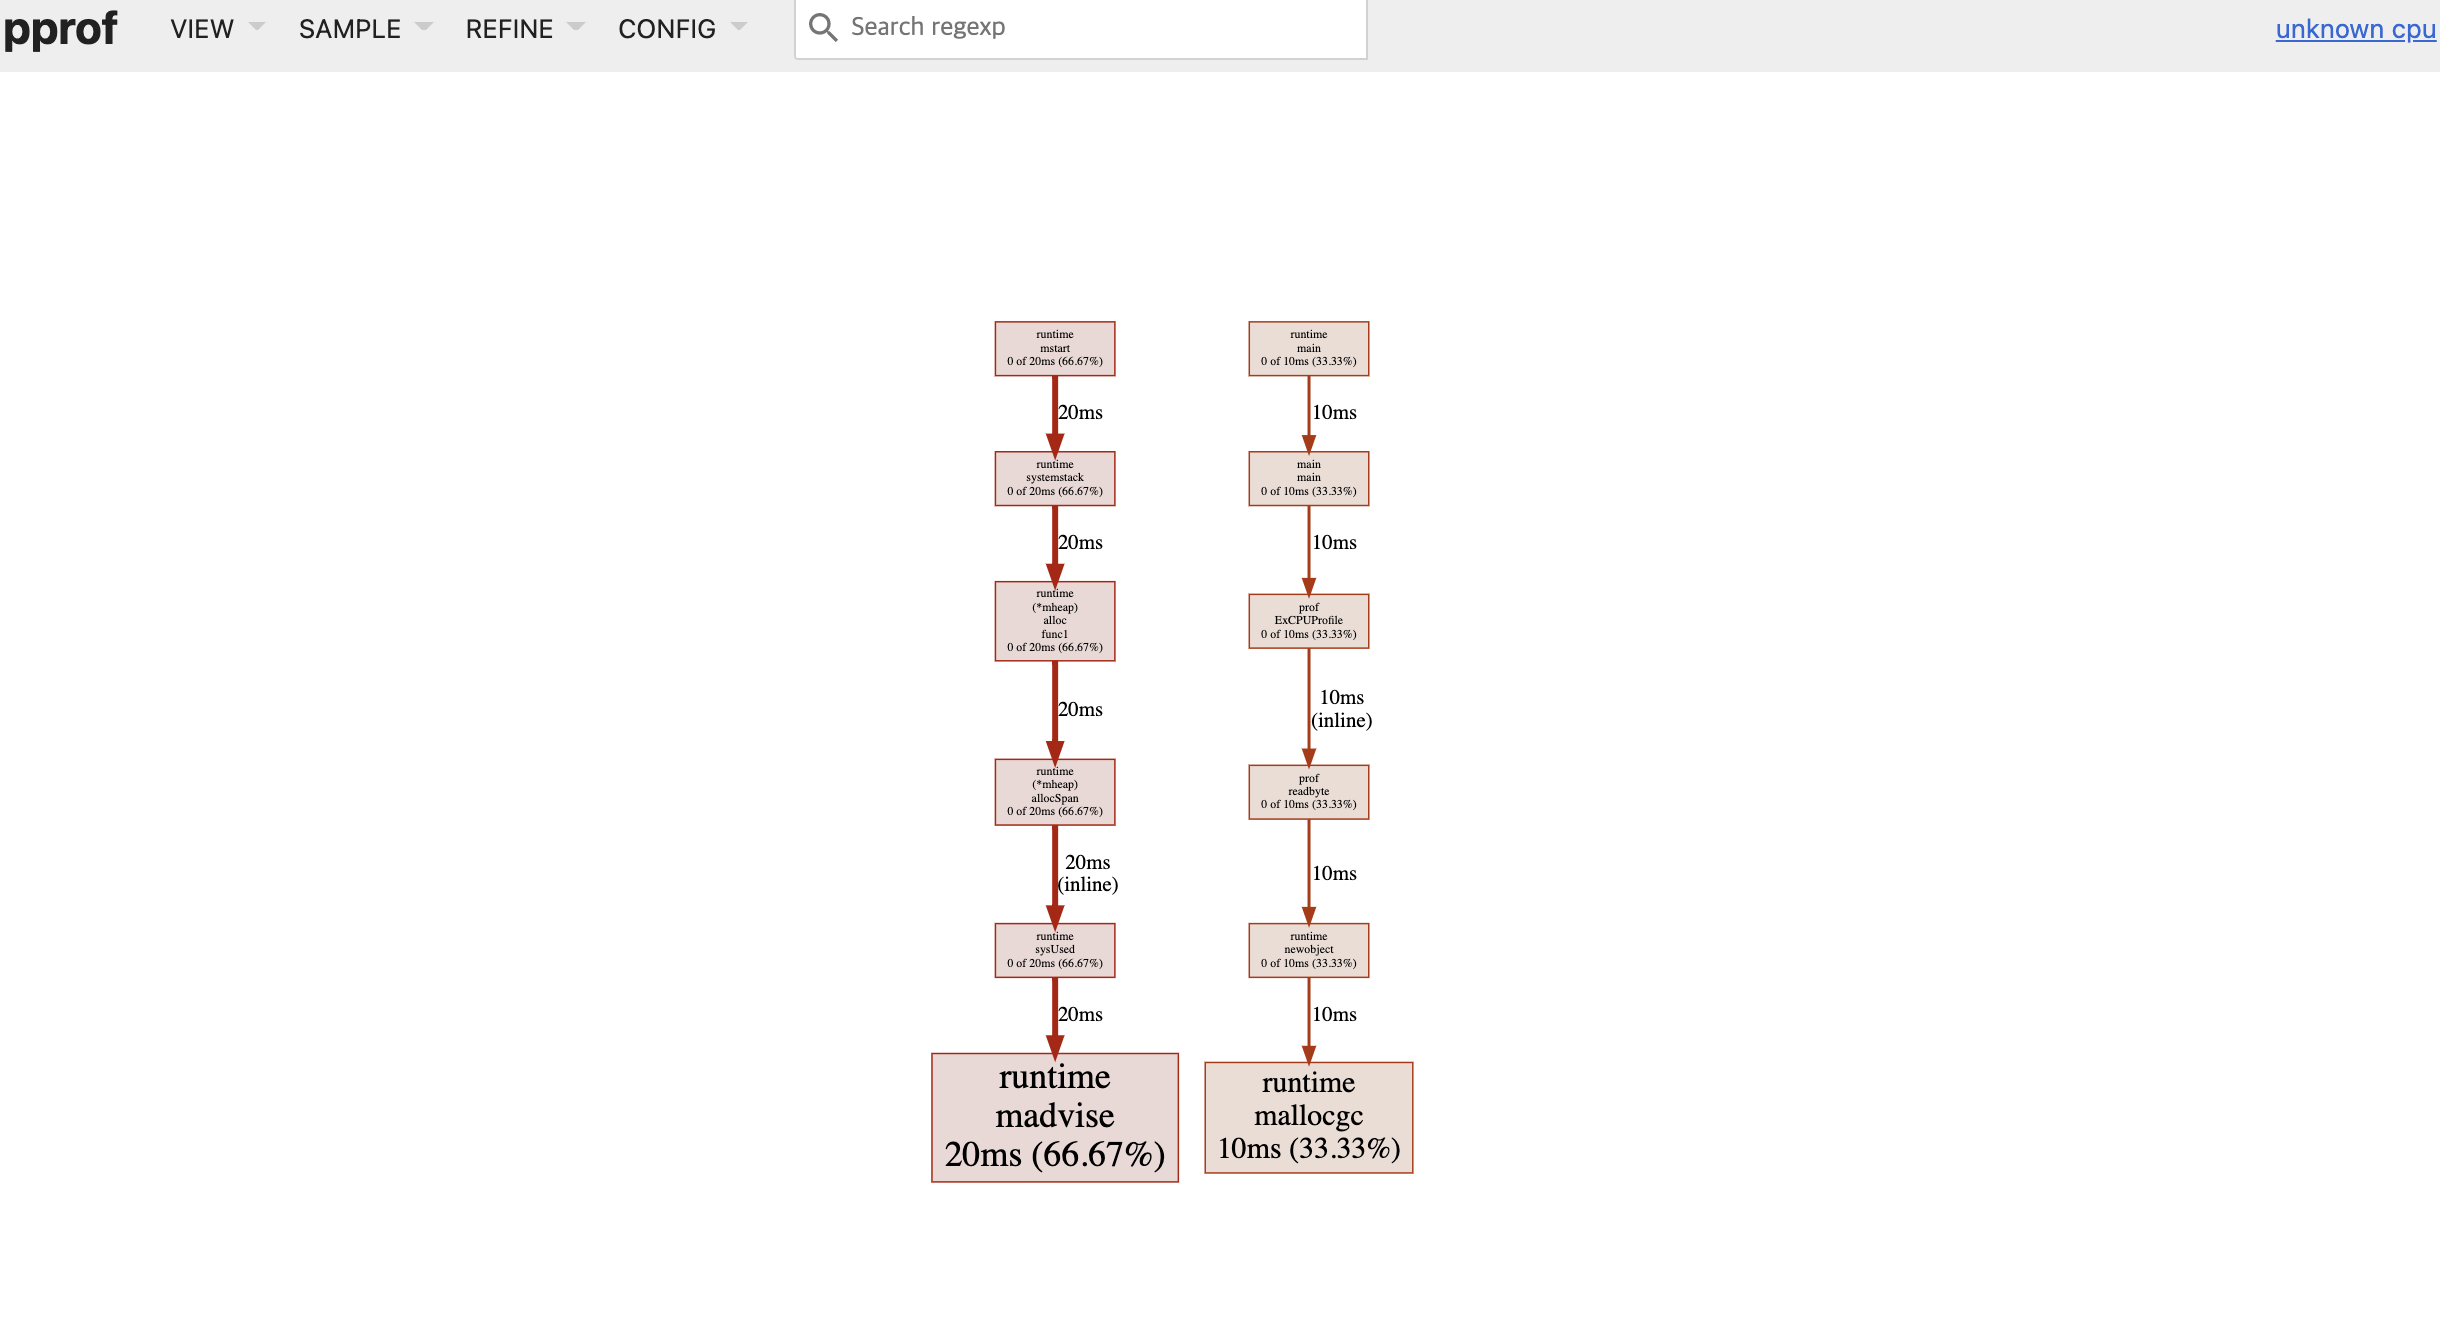 pprof
VIEW
SAMPLE
REFINE
CONFIG
Search regexp
unknown cpu
runtime
mstart
0 of 20ms (66.67%)
20ms
runtime
systemstack
0 of 20ms (66.67%)
20ms
runtime
(*mheap)
alloc
func1
0 of 20ms (66.67%)
20ms
runtime
(*mheap)
allocSpan
0 of 20ms (66.67%)
20ms
(inline)
runtime
sysUsed
0 of 20ms (66.67%)
20ms
runtime
madvise
20ms (66.67%)
runtime
main
0 of 10ms (33.33%)
10ms
main
main
0 of 10ms (33.33%)
10ms
prof
ExCPUProfile
0 of 10ms (33.33%)
10ms
(inline)
prof
readbyte
0 of 10ms (33.33%)
10ms
runtime
newobject
0 of 10ms (33.33%)
10ms
runtime
mallocgc
10ms (33.33%)